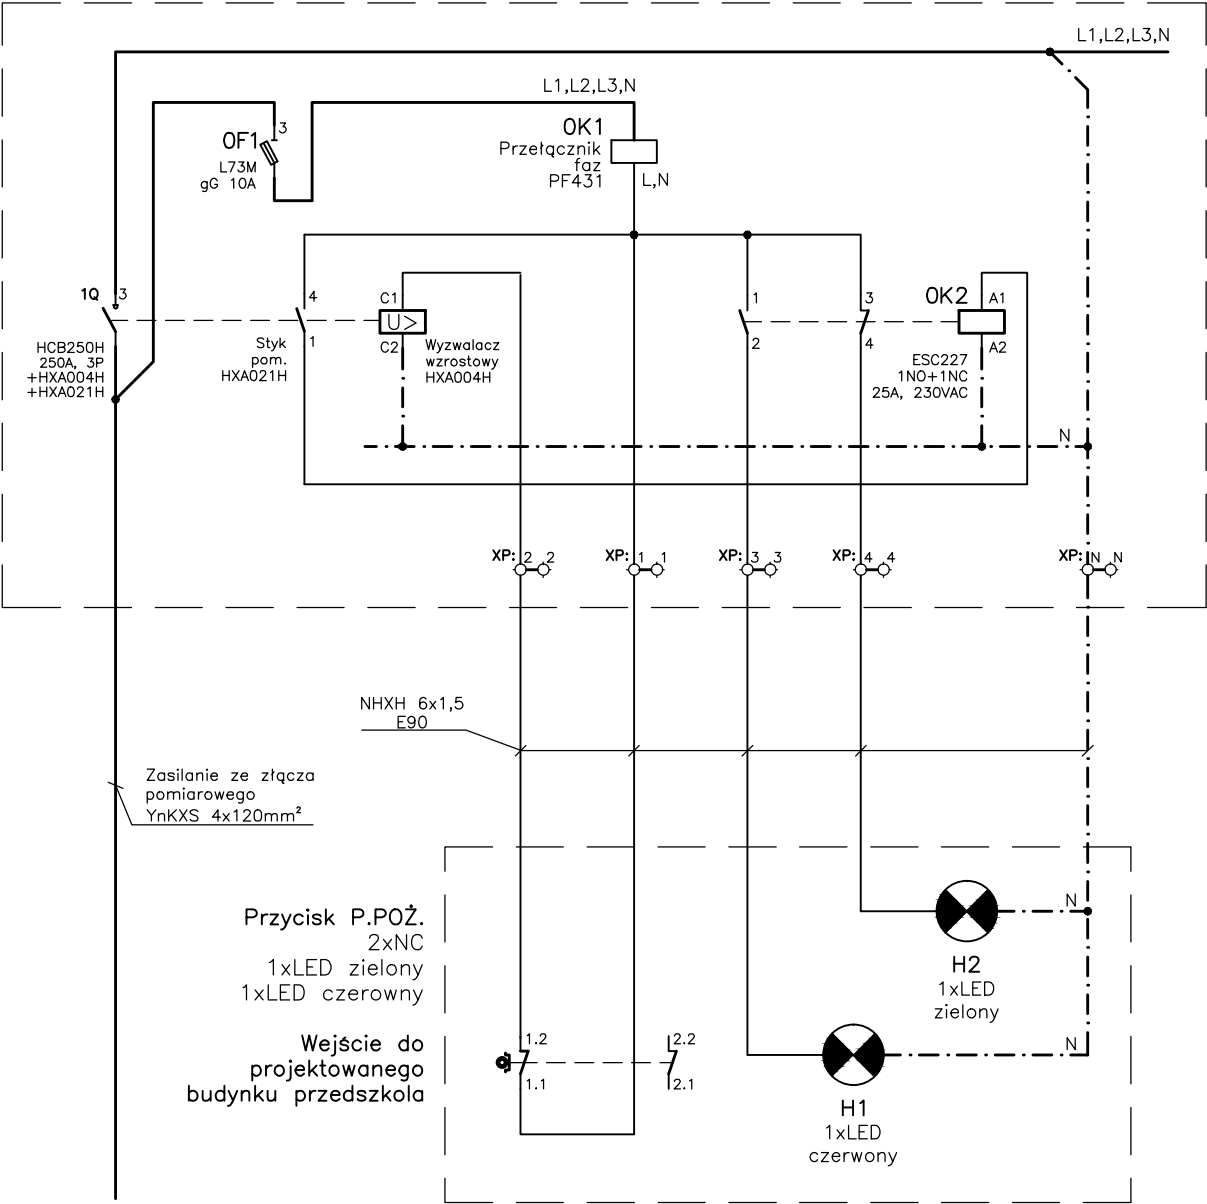 L1,L2,L3,N
L1,L2,L3,N
3
0F1
L73M
gG 10A
0K1
Przełącznik
faz
PF431
L,N
1Q
3
HCB250H
250A, 3P
+HXA004H
+HXA021H
4
1
Styk
pom.
HXA021H
C1
U>
C2
Wyzwalacz
wzrostowy
HXA004H
1
2
3
4
0K2
A1
A2
ESC227
1NO+1NC
25A, 230VAC
N
XP: 2 2
XP: 1 1
XP: 3 3
XP: 4 4
XP: N N
NHXH 6x1,5
E90
Zasilanie ze złącza
pomiarowego
YnKXS 4x120mm²
Przycisk P.POŻ.
2xNC
1xLED zielony
1xLED czerowny
Wejście do
projektowanego
budynku przedszkola
1.2
1.1
2.2
2.1
N
H2
1xLED
zielony
N
H1
1xLED
czerwony